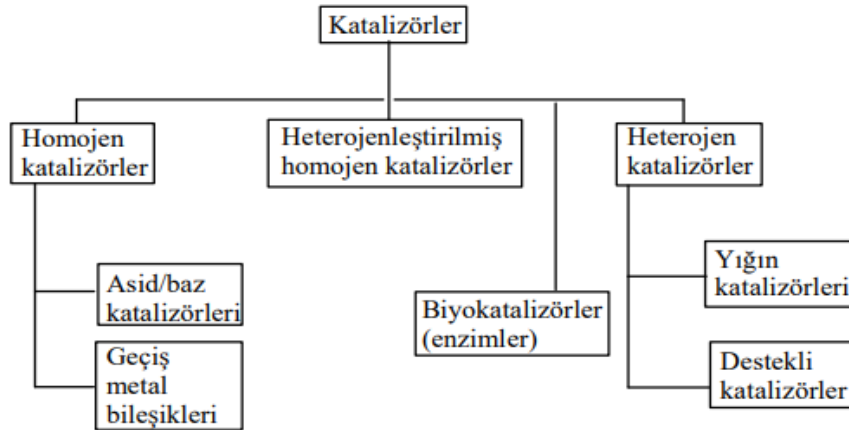 Katalizörler
Homojen
katalizörler
Heterojenleştirilmiş
homojen katalizörler
Heterojen
katalizörler
Asid/baz
katalizörleri
Geçiş
metal
bileşikleri
Biyokatalizörler
(enzimler)
Yığın
katalizörleri
Destekli
katalizörler